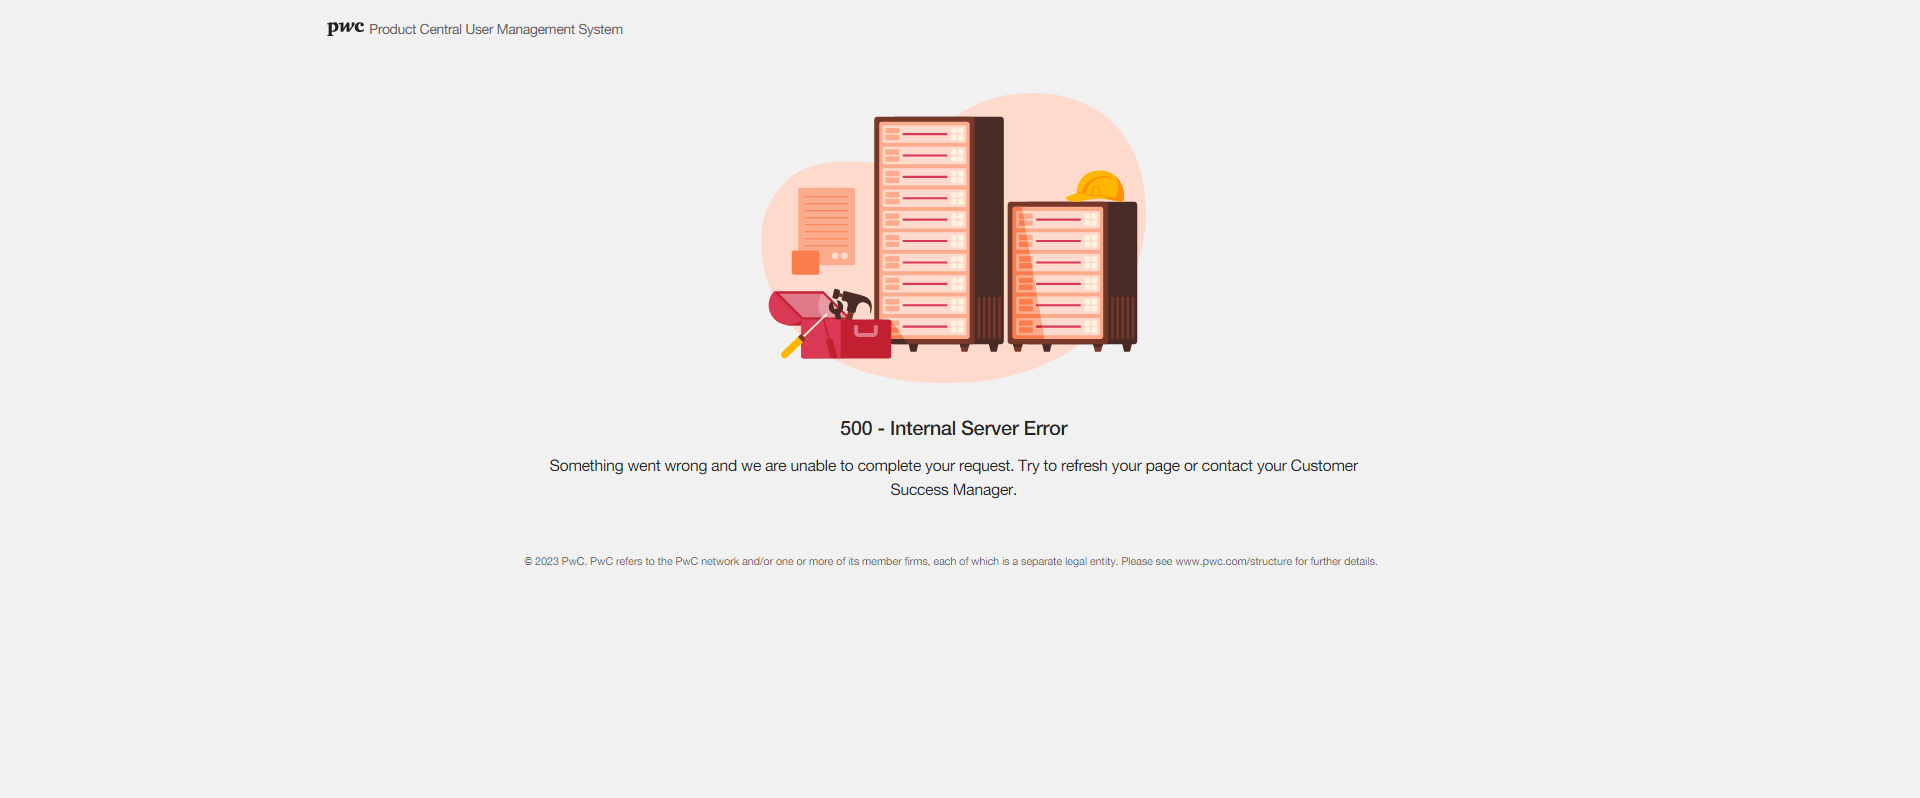 pwc Product Central User Management System
500 - Internal Server Error
Something went wrong and we are unable to complete your request. Try to refresh your page or contact your Customer
Success Manager.
© 2023 PwC. PwC refers to the PwC network and/or one or more of its member firms, each of which is a separate legal entity. Please see www.pwc.com/structure for further details.